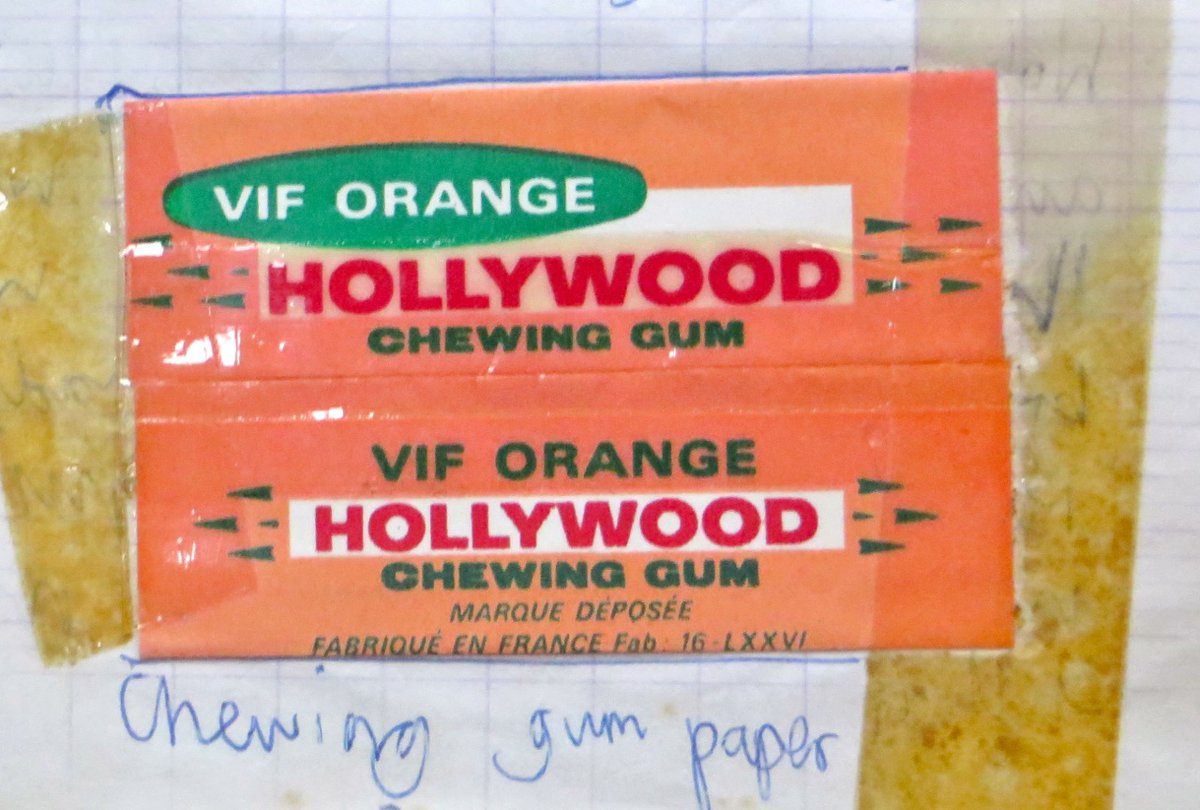 VIF ORANGE
HOLLYWOOD
CHEWING GUM
VIF ORANGE
HOLLYWOOD
CHEWING GUM
MARQUE DÉPOSÉE
FABRIQUÉ EN FRANCE Fab : 16 - LXXVI
Chewing gum paper